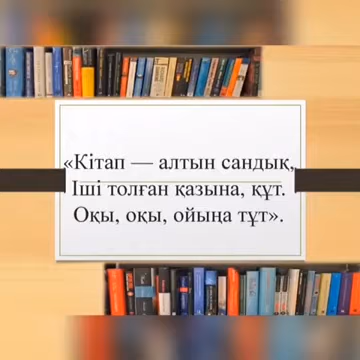 «Кітап — алтын сандық,
Іші толған қазына, құт.
Оқы, оқы, ойыңа тұт».